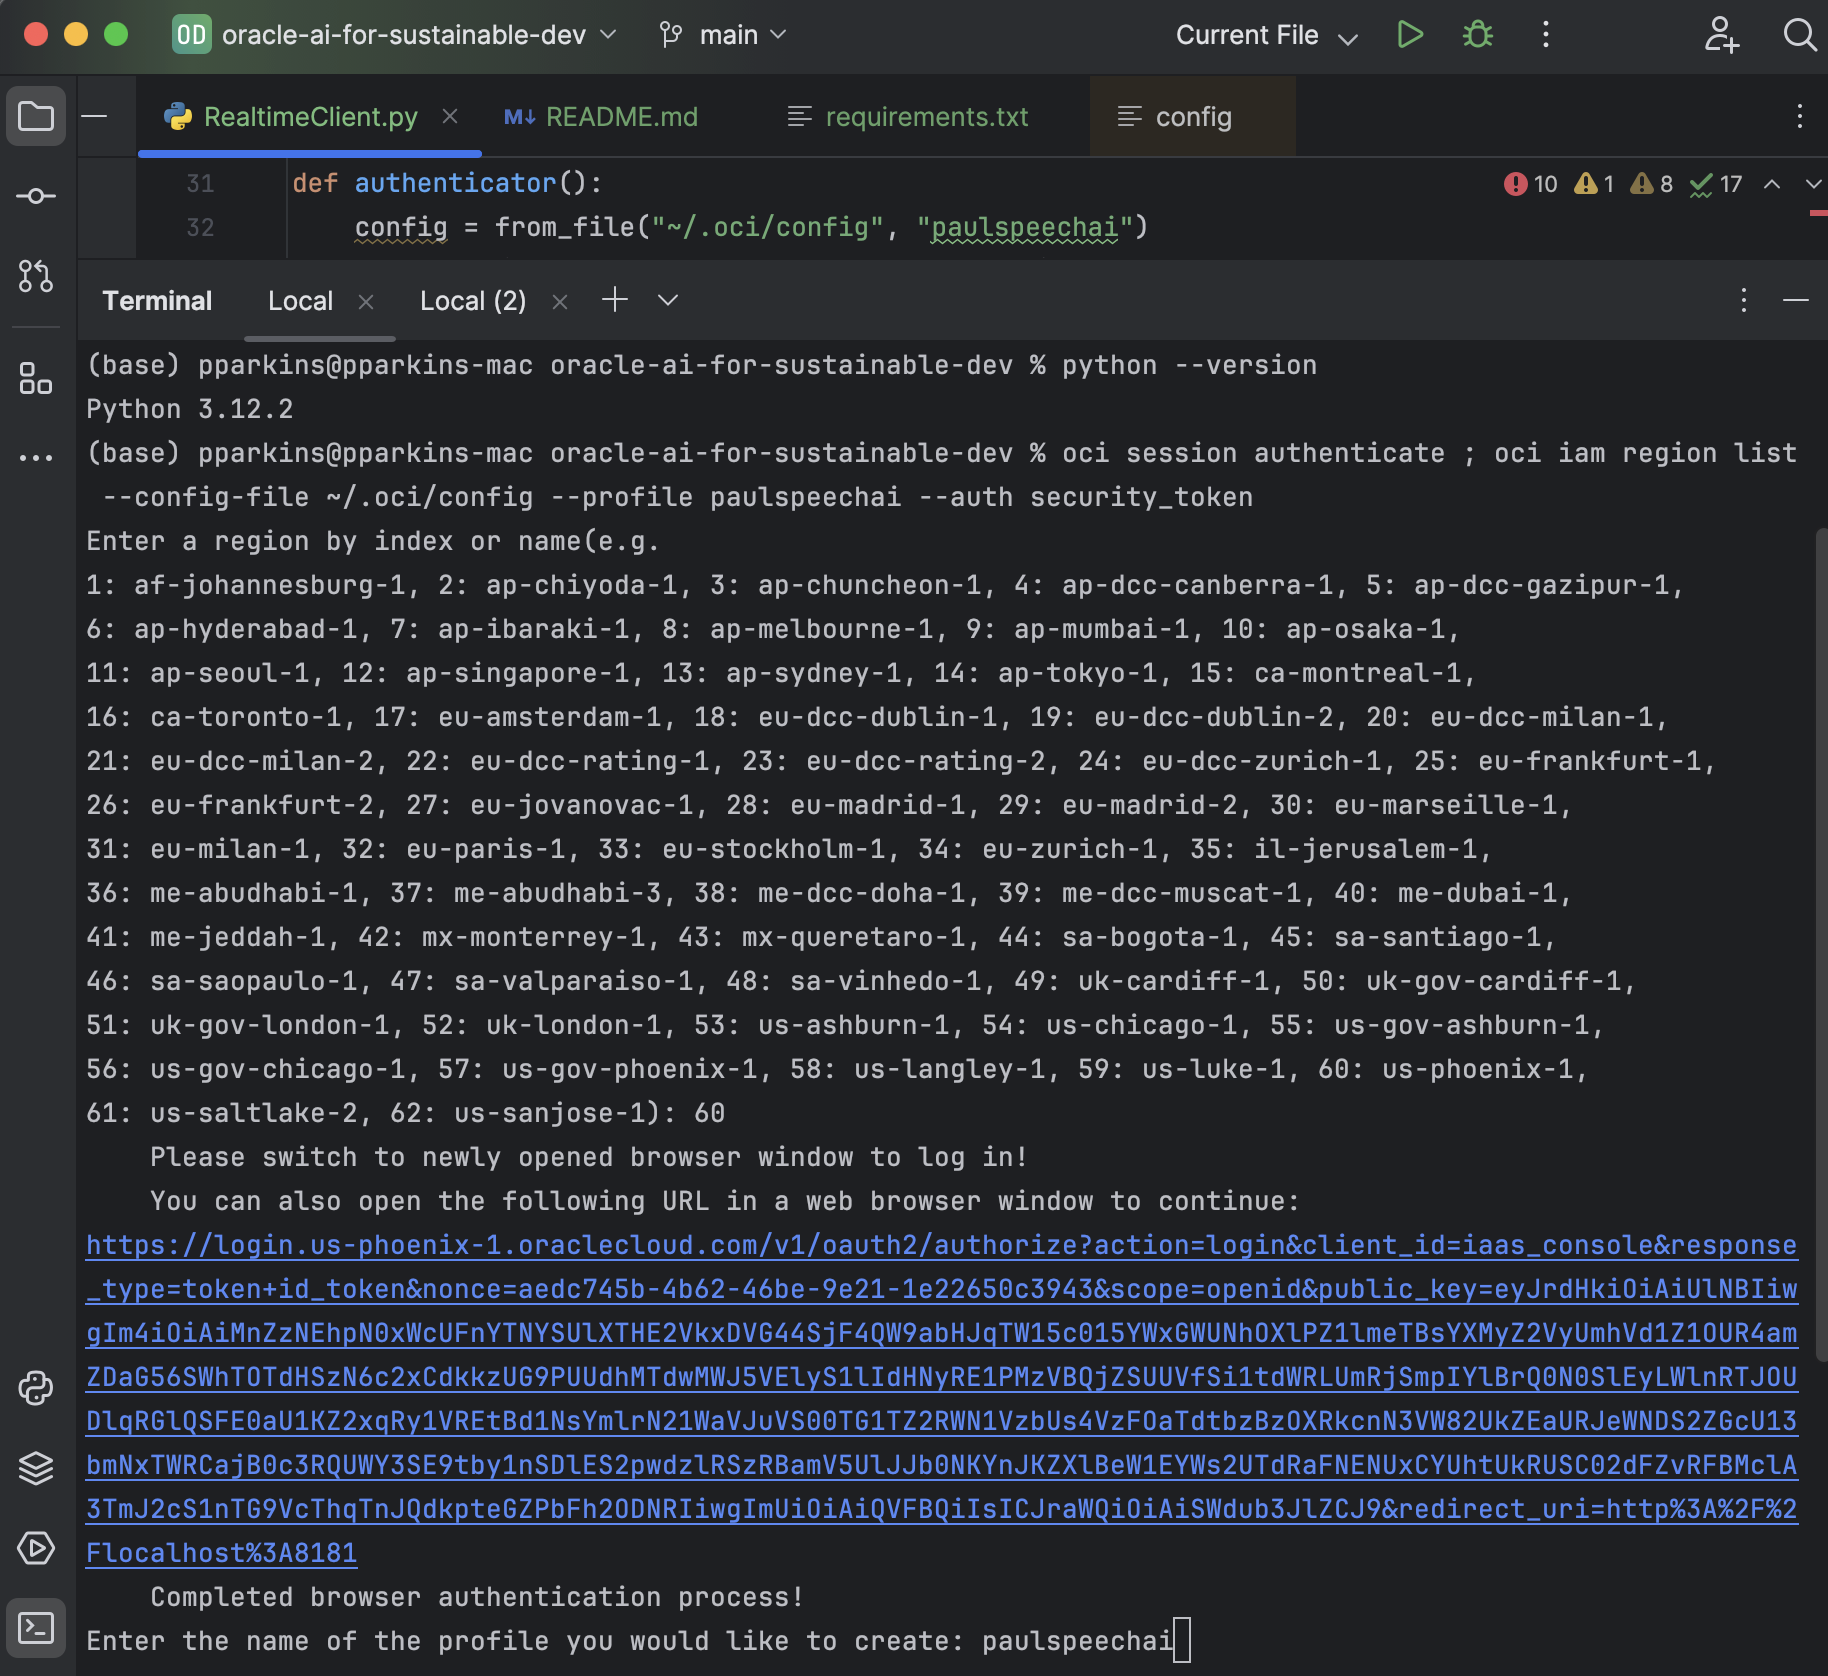 OD oracle-ai-for-sustainable-dev main Current File
RealtimeClient.py README.md requirements.txt config
31 def authenticator(): 10 1 8 17
32 config = from_file("~/.oci/config", "paulspeechai")
Terminal Local Local (2)
(base) pparkins@pparkins-mac oracle-ai-for-sustainable-dev % python --version
Python 3.12.2
(base) pparkins@pparkins-mac oracle-ai-for-sustainable-dev % oci session authenticate ; oci iam region list
--config-file ~/.oci/config --profile paulspeechai --auth security_token
Enter a region by index or name(e.g.
1: af-johannesburg-1, 2: ap-chiyoda-1, 3: ap-chuncheon-1, 4: ap-dcc-canberra-1, 5: ap-dcc-gazipur-1,
6: ap-hyderabad-1, 7: ap-ibaraki-1, 8: ap-melbourne-1, 9: ap-mumbai-1, 10: ap-osaka-1,
11: ap-seoul-1, 12: ap-singapore-1, 13: ap-sydney-1, 14: ap-tokyo-1, 15: ca-montreal-1,
16: ca-toronto-1, 17: eu-amsterdam-1, 18: eu-dcc-dublin-1, 19: eu-dcc-dublin-2, 20: eu-dcc-milan-1,
21: eu-dcc-milan-2, 22: eu-dcc-rating-1, 23: eu-dcc-rating-2, 24: eu-dcc-zurich-1, 25: eu-frankfurt-1,
26: eu-frankfurt-2, 27: eu-jovanovac-1, 28: eu-madrid-1, 29: eu-madrid-2, 30: eu-marseille-1,
31: eu-milan-1, 32: eu-paris-1, 33: eu-stockholm-1, 34: eu-zurich-1, 35: il-jerusalem-1,
36: me-abudhabi-1, 37: me-abudhabi-3, 38: me-dcc-doha-1, 39: me-dcc-muscat-1, 40: me-dubai-1,
41: me-jeddah-1, 42: mx-monterrey-1, 43: mx-queretaro-1, 44: sa-bogota-1, 45: sa-santiago-1,
46: sa-saopaulo-1, 47: sa-valparaiso-1, 48: sa-vinhedo-1, 49: uk-cardiff-1, 50: uk-gov-cardiff-1,
51: uk-gov-london-1, 52: uk-london-1, 53: us-ashburn-1, 54: us-chicago-1, 55: us-gov-ashburn-1,
56: us-gov-chicago-1, 57: us-gov-phoenix-1, 58: us-langley-1, 59: us-luke-1, 60: us-phoenix-1,
61: us-saltlake-2, 62: us-sanjose-1): 60
Please switch to newly opened browser window to log in!
You can also open the following URL in a web browser window to continue:
https://login.us-phoenix-1.oraclecloud.com/v1/oauth2/authorize?action=login&client_id=iaas_console&response
_type=token+id_token&nonce=aedc745b-4b62-46be-9e21-1e22650c3943&scope=openid&public_key=eyJrdHkiOiAiUlNBIiw
gIm4iOiAiMnZzNEhpN0xWcUFnYTNYSUlXTHE2VkxDVG44SjF4QW9abHJqTW15c015YWxGWUNhOXlPZ1lmeTBsYXMyZ2VyUmhVd1Z1OUR4am
ZDaG56SWhTOTdHSzN6c2xCdkkzUG9PUUdhMTdwMWJ5VElyS1lIdHNyRE1PMzVBQjZSUUVfSi1tdWRLUmRjSmpIYlBrQ0N0SlEyLWlnRTJOU
DlqRGlQSFE0aU1KZ2xqRy1VREtBd1NsYmlrN21WaVJuVS00TG1TZ2RWN1VzbUs4VzFOaTdtbzBzOXRkcnN3VW82UkZEaURJeWNDS2ZGcU13
bmNxTWRCajB0c3RQUWY3SE9tby1nSDlES2pwdzlRSzRBamV5UlJJb0NKYnJKZXlBeW1EYWs2UTdRaFNENUxCYUhtUkRUSC02dFZvRFBMclA
3TmJ2cS1nTG9VcThqTnJQdkpteGZPbFh2ODNRIiwgImUiOiAiQVFBQiIsICJraWQiOiAiSWdub3JlZCJ9&redirect_uri=http%3A%2F%2
Flocalhost%3A8181
Completed browser authentication process!
Enter the name of the profile you would like to create: paulspeechai